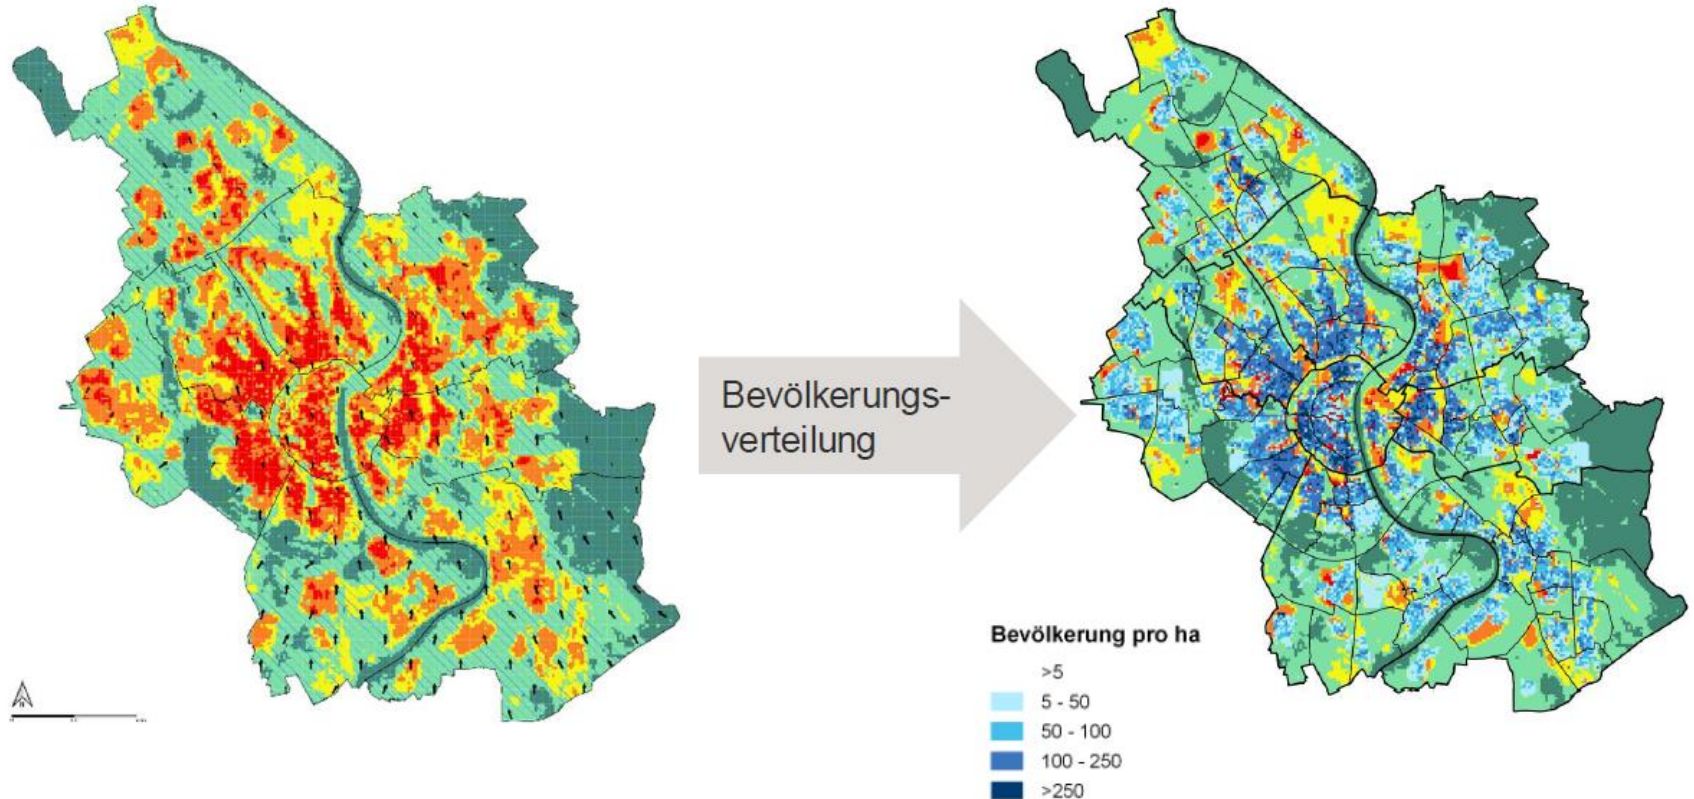 Bevölkerungs-
verteilung
Bevölkerung pro ha
>5
5 - 50
50 - 100
100 - 250
>250